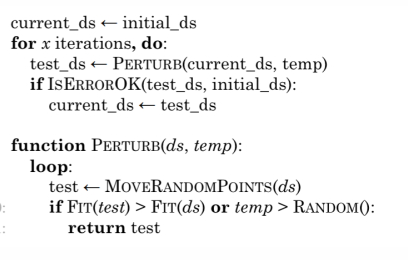 current_ds ← initial_ds
for x iterations, do:
test_ds ← PERTURB(current_ds, temp)
if ISERROROK(test_ds, initial_ds):
current_ds ← test_ds
function PERTURB(ds, temp):
loop:
test ← MOVERANDOMPOINTS(ds)
if FIT(test) > FIT(ds) or temp > RANDOM():
return test